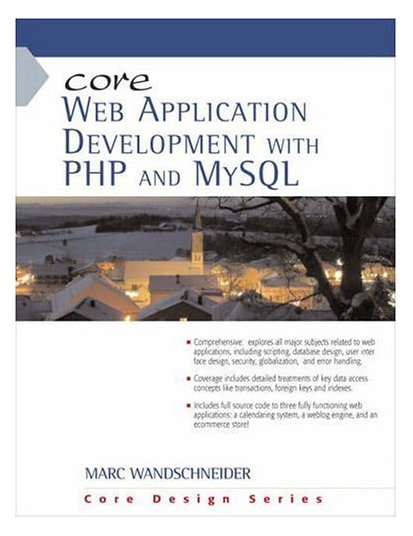 core
WEB APPLICATION
DEVELOPMENT WITH
PHP AND MYSQL
Comprehensive: explores all major subjects related to web
applications, including scripting, database design, user inter
face design, security, globalization, and error handling.
Coverage includes detailed treatments of key data access
concepts like transactions, foreign keys and indexes.
Includes full source code to three fully functioning web
applications: a calendaring system, a weblog engine, and an
ecommerce store!
MARC WANDSCHNEIDER
Core Design Series